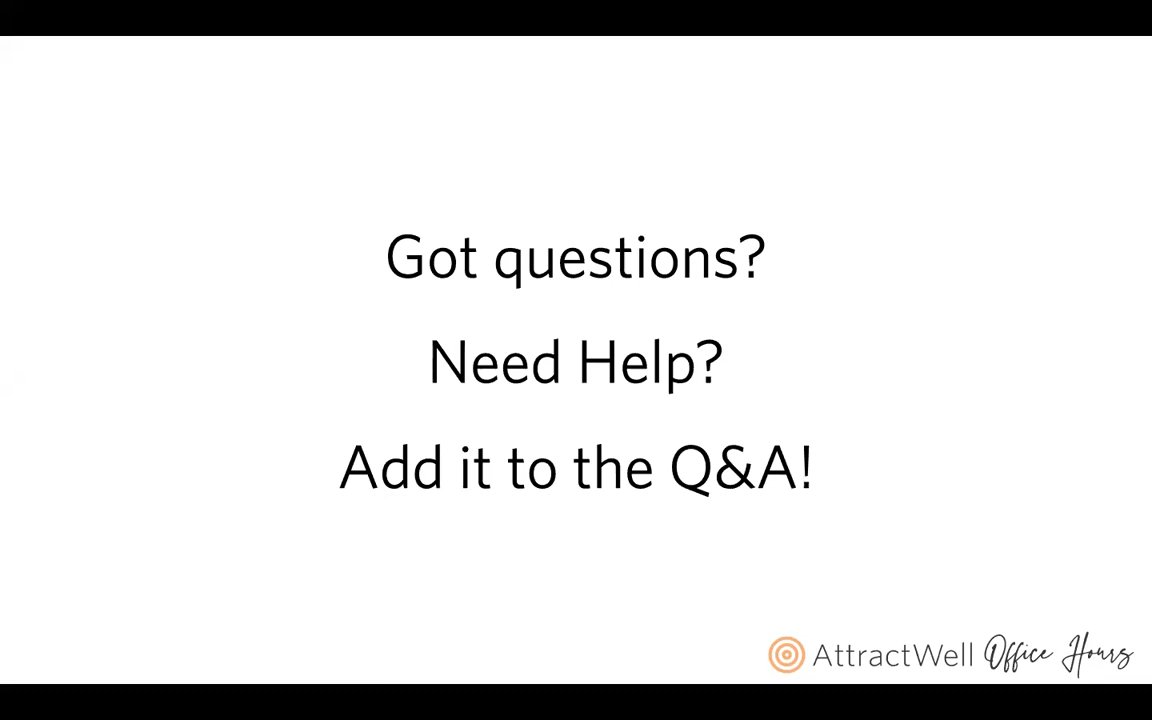 Got questions?
Need Help?
Add it to the Q&A!
AttractWell Office Hours